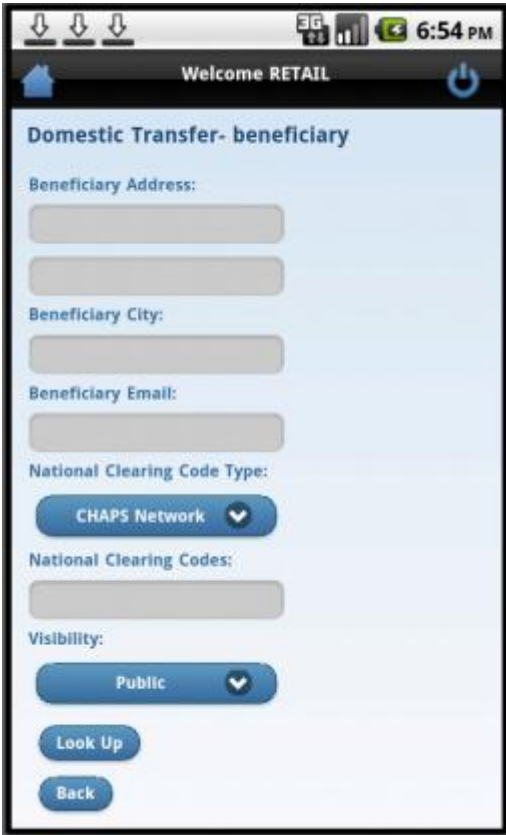 3G 6:54 PM
Welcome RETAIL
Domestic Transfer- beneficiary
Beneficiary Address:
Beneficiary City:
Beneficiary Email:
National Clearing Code Type:
CHAPS Network
National Clearing Codes:
Visibility:
Public
Look Up
Back